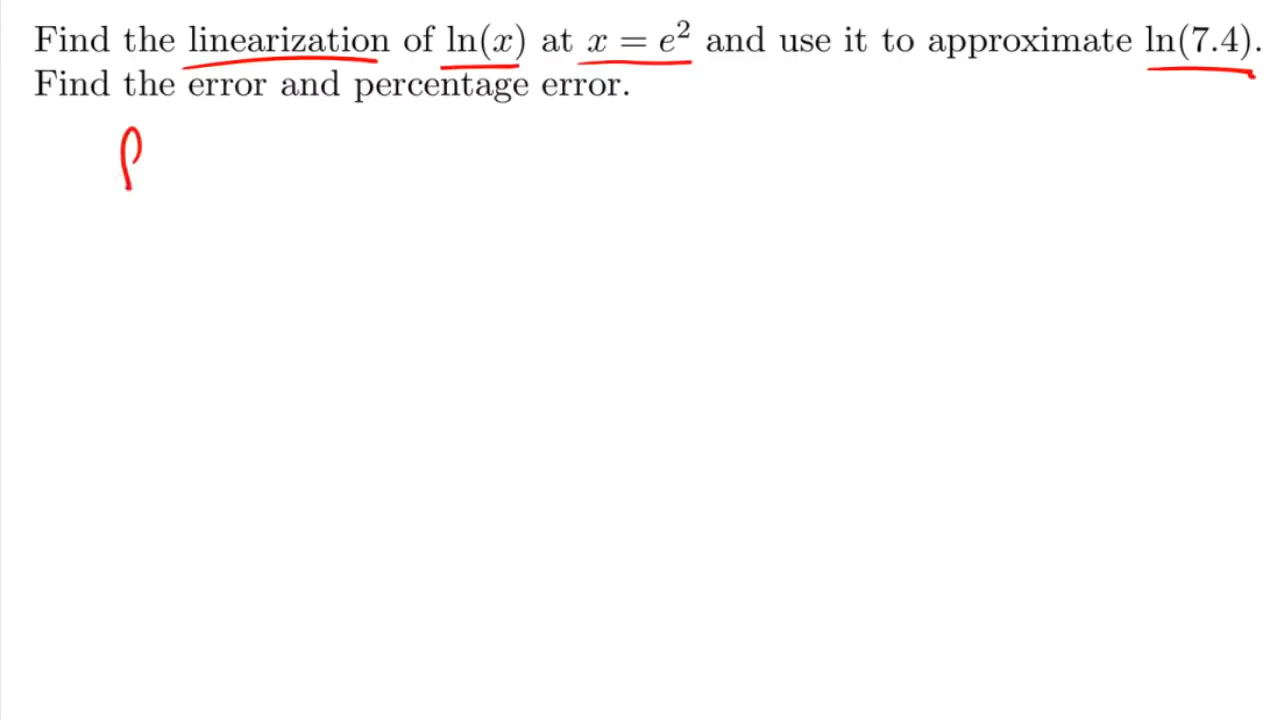 Find the linearization of ln(x) at x = e² and use it to approximate ln(7.4).
Find the error and percentage error.